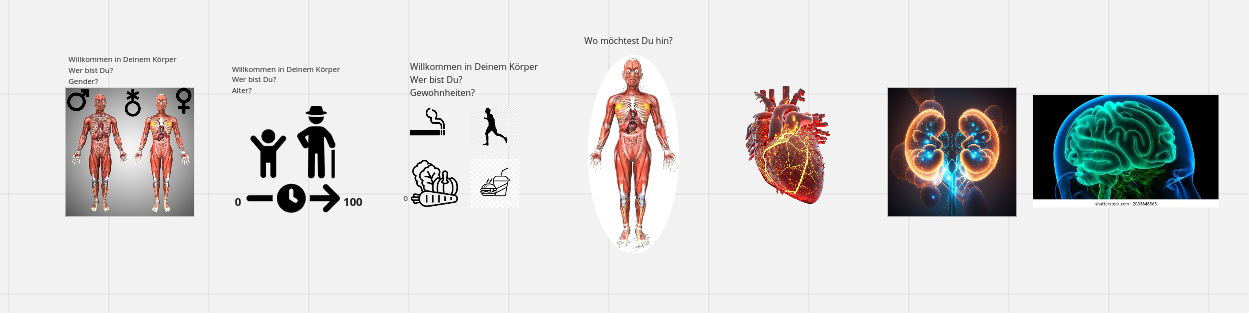 Wo möchtest Du hin?
Willkommen in Deinem Körper
Wer bist Du?
Gender?
Willkommen in Deinem Körper
Wer bist Du?
Alter?
0
100
Willkommen in Deinem Körper
Wer bist Du?
Gewohnheiten?
0